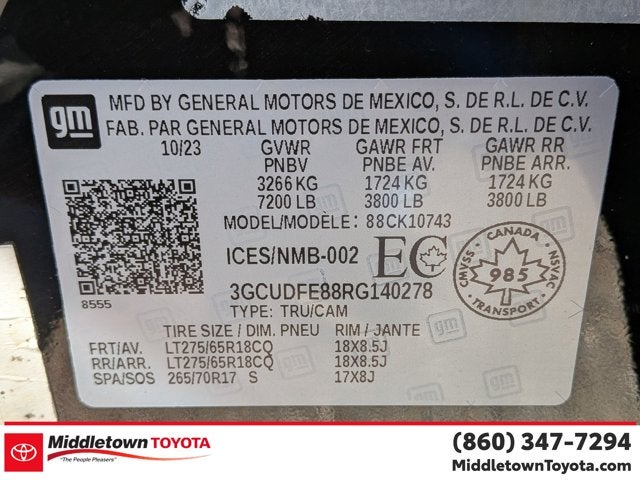 gm
MFD BY GENERAL MOTORS DE MEXICO, S. DE R.L. DE C.V.
FAB. PAR GENERAL MOTORS DE MEXICO, S. DE R.L. DE C.V.
10/23 GVWR GAWR FRT GAWR RR
PNBV PNBE AV. PNBE ARR.
3266 KG 1724 KG 1724 KG
7200 LB 3800 LB 3800 LB
MODEL/MODÈLE: 88CK10743
ICES/NMB-002 EC
CANADA
CMVSS 985 NSVAC
TRANSPORT
8555
3GCUDFE88RG140278
TYPE: TRU/CAM
TIRE SIZE / DIM. PNEU RIM / JANTE
FRT/AV. LT275/65R18CQ 18X8.5J
RR/ARR. LT275/65R18CQ 18X8.5J
SPA/SOS 265/70R17 S 17X8J
Middletown TOYOTA
"The People Pleasers"
(860) 347-7294
MiddletownToyota.com